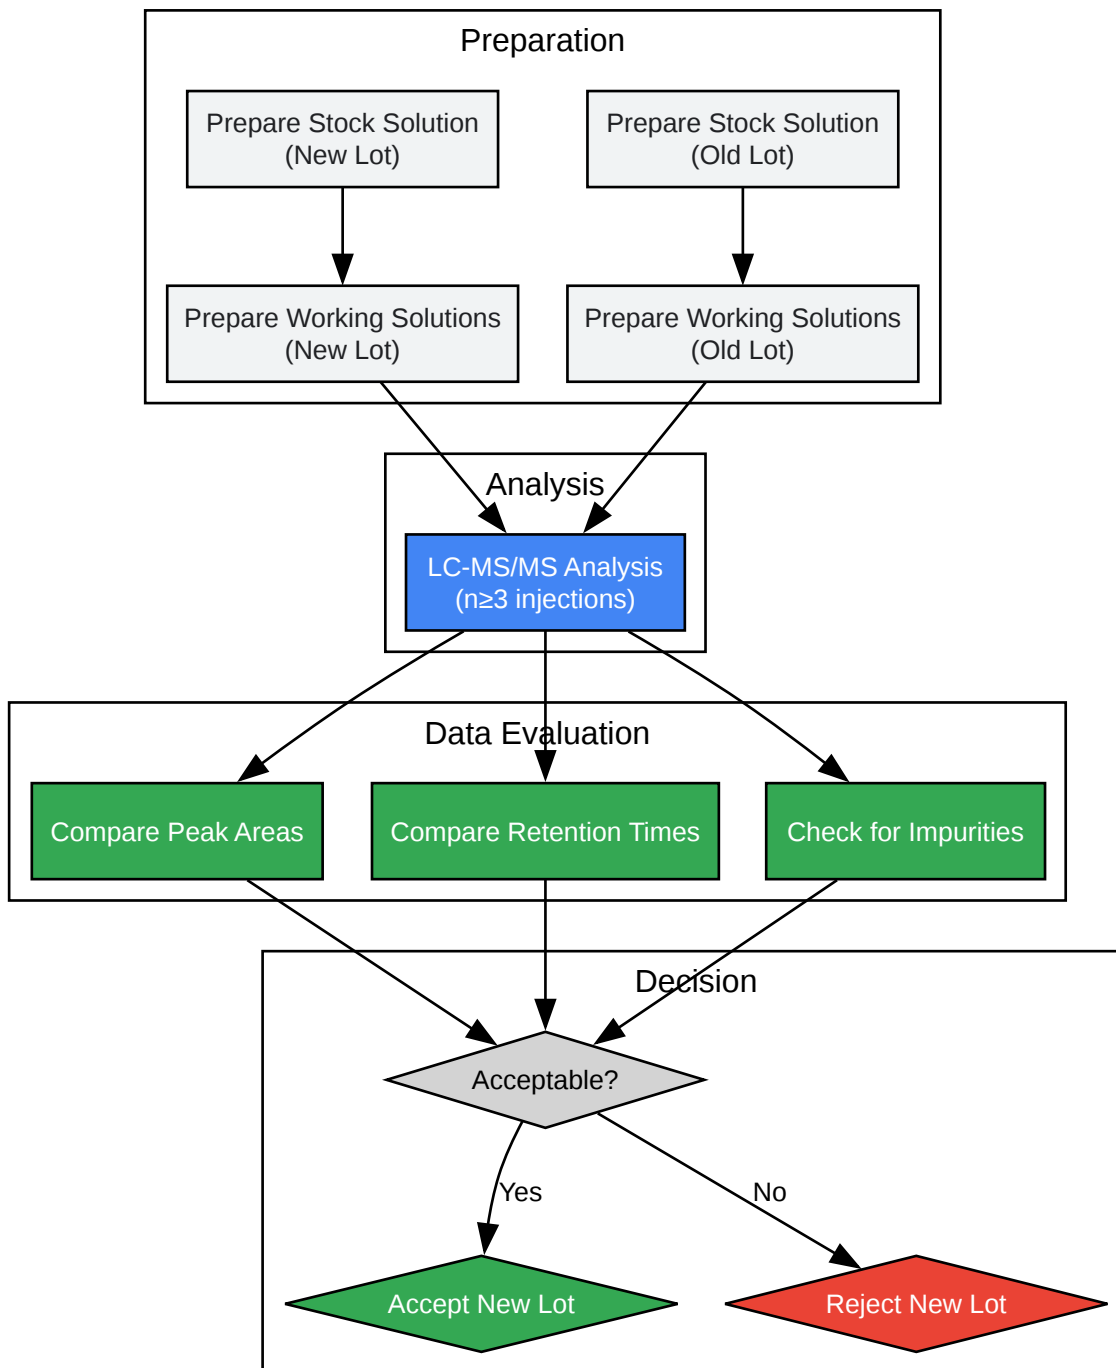 Preparation
Prepare Stock Solution
(New Lot)
Prepare Stock Solution
(Old Lot)
Prepare Working Solutions
(New Lot)
Prepare Working Solutions
(Old Lot)
Analysis
LC-MS/MS Analysis
(n≥3 injections)
Data Evaluation
Compare Peak Areas
Compare Retention Times
Check for Impurities
Decision
Acceptable?
Yes
No
Accept New Lot
Reject New Lot